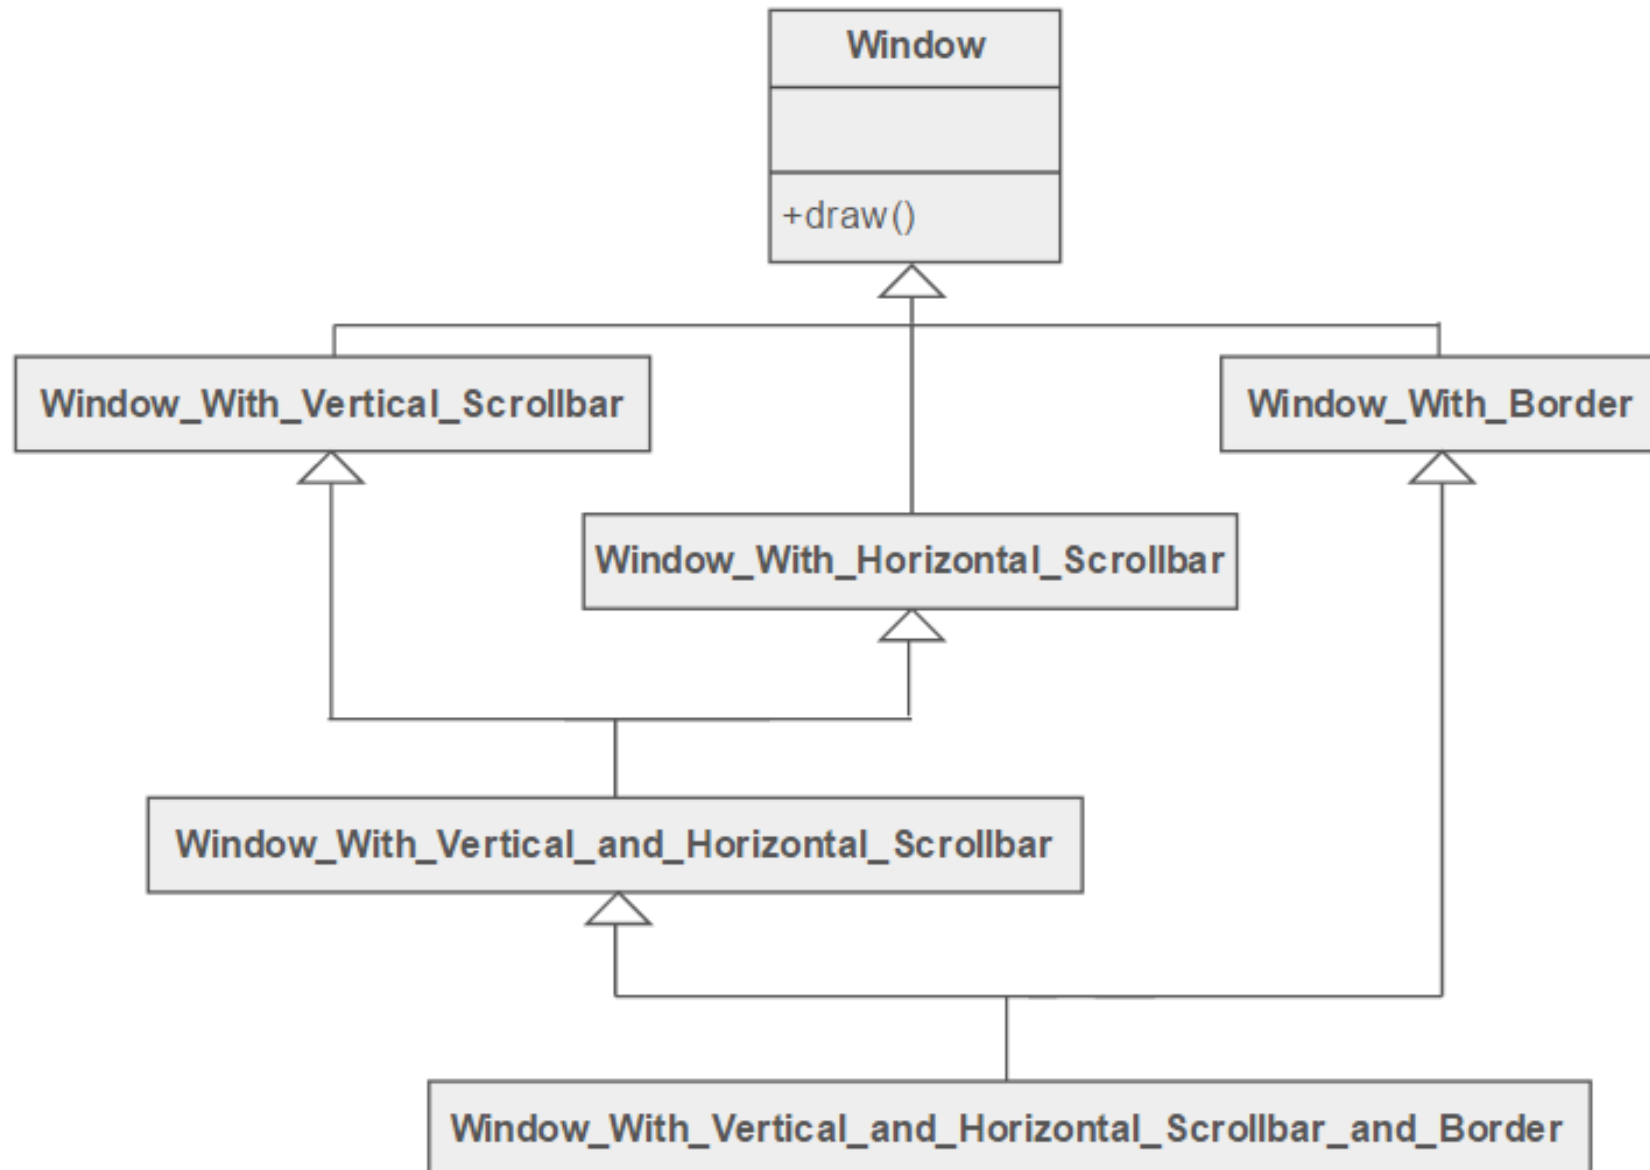 Window
+draw()
Window_With_Vertical_Scrollbar
Window_With_Border
Window_With_Horizontal_Scrollbar
Window_With_Vertical_and_Horizontal_Scrollbar
Window_With_Vertical_and_Horizontal_Scrollbar_and_Border